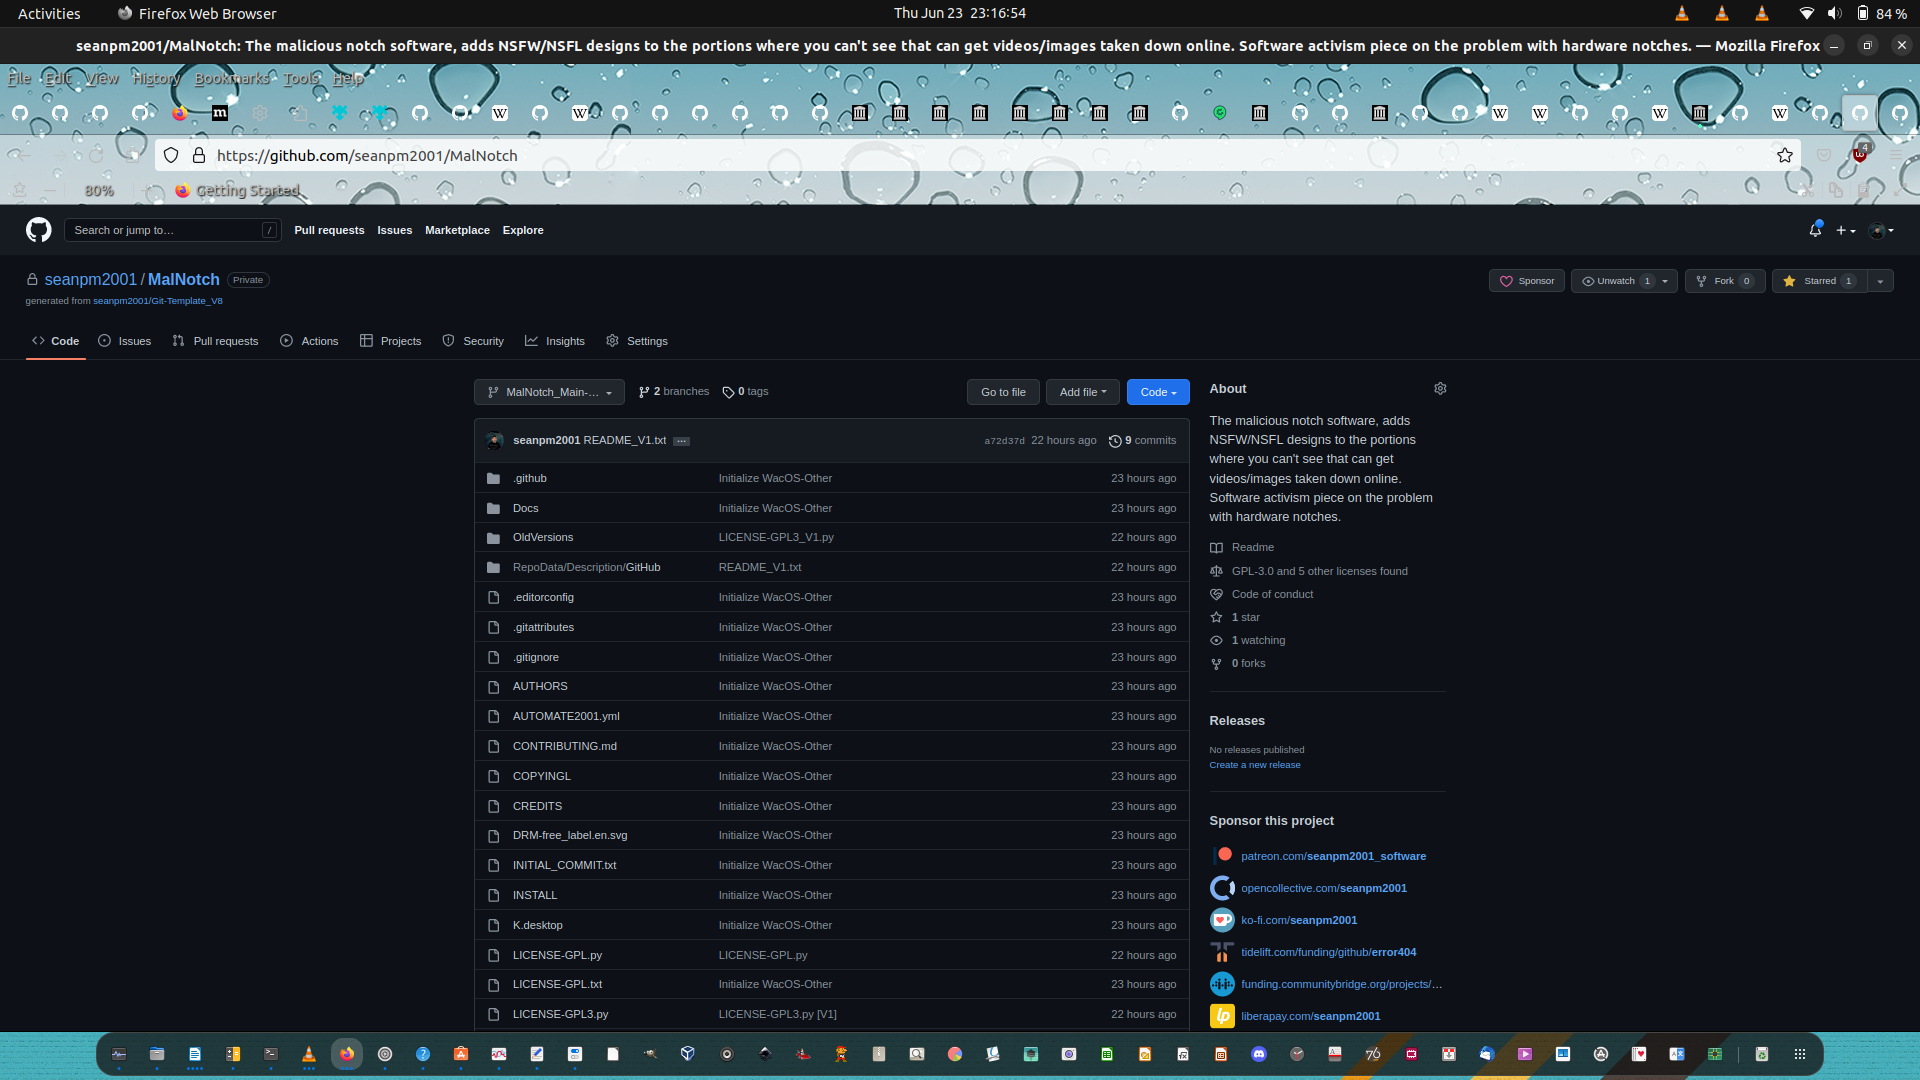 Activities
Firefox Web Browser
Thu Jun 23 23:16:54
84 %
seanpm2001/MalNotch: The malicious notch software, adds NSFW/NSFL designs to the portions where you can't see that can get videos/images taken down online. Software activism piece on the problem with hardware notches. — Mozilla Firefox
File Edit View History Bookmarks Tools Help
https://github.com/seanpm2001/MalNotch
4
80%
Getting Started
Search or jump to…
/
Pull requests Issues Marketplace Explore
seanpm2001 / MalNotch Private
generated from seanpm2001/Git-Template_V8
Sponsor
Unwatch 1
Fork 0
Starred 1
Code
Issues
Pull requests
Actions
Projects
Security
Insights
Settings
MalNotch_Main-…
2 branches
0 tags
Go to file
Add file
Code
seanpm2001 README_V1.txt …
a72d37d 22 hours ago
9 commits
.github Initialize WacOS-Other 23 hours ago
Docs Initialize WacOS-Other 23 hours ago
OldVersions LICENSE-GPL3_V1.py 22 hours ago
RepoData/Description/GitHub README_V1.txt 22 hours ago
.editorconfig Initialize WacOS-Other 23 hours ago
.gitattributes Initialize WacOS-Other 23 hours ago
.gitignore Initialize WacOS-Other 23 hours ago
AUTHORS Initialize WacOS-Other 23 hours ago
AUTOMATE2001.yml Initialize WacOS-Other 23 hours ago
CONTRIBUTING.md Initialize WacOS-Other 23 hours ago
COPYINGL Initialize WacOS-Other 23 hours ago
CREDITS Initialize WacOS-Other 23 hours ago
DRM-free_label.en.svg Initialize WacOS-Other 23 hours ago
INITIAL_COMMIT.txt Initialize WacOS-Other 23 hours ago
INSTALL Initialize WacOS-Other 23 hours ago
K.desktop Initialize WacOS-Other 23 hours ago
LICENSE-GPL.py LICENSE-GPL.py 22 hours ago
LICENSE-GPL.txt Initialize WacOS-Other 23 hours ago
LICENSE-GPL3.py LICENSE-GPL3.py [V1] 22 hours ago
About
The malicious notch software, adds
NSFW/NSFL designs to the portions
where you can't see that can get
videos/images taken down online.
Software activism piece on the problem
with hardware notches.
Readme
GPL-3.0 and 5 other licenses found
Code of conduct
1 star
1 watching
0 forks
Releases
No releases published
Create a new release
Sponsor this project
patreon.com/seanpm2001_software
opencollective.com/seanpm2001
ko-fi.com/seanpm2001
tidelift.com/funding/github/error404
funding.communitybridge.org/projects/…
liberapay.com/seanpm2001